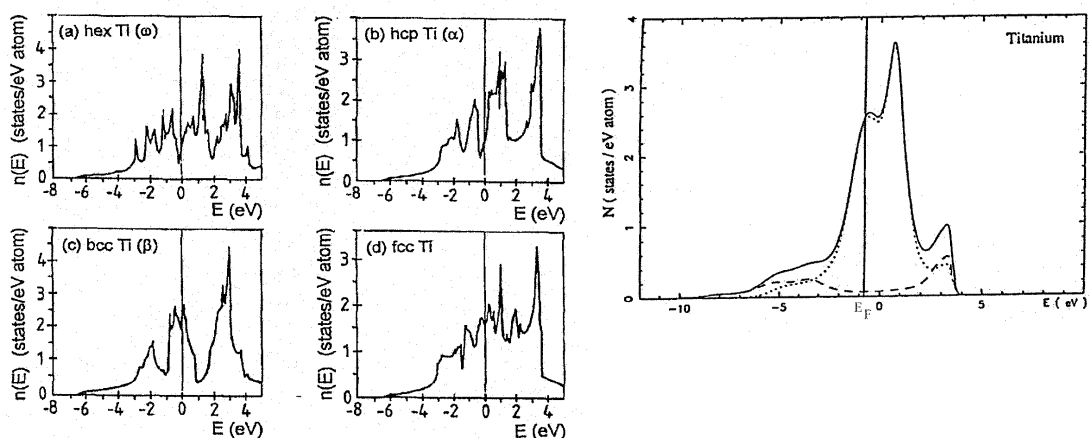 (a) hex Ti (ω)
n(E) (states/eV atom)
4
3
2
1
0
-8 -6 -4 -2 0 2 4
E (eV)
(b) hcp Ti (α)
n(E) (states/eV atom)
3
2
1
0
-8 -6 -4 -2 0 2 4
E (eV)
(c) bcc Ti (β)
n(E) (states/eV atom)
4
3
2
1
0
-8 -6 -4 -2 0 2 4
E (eV)
(d) fcc Ti
n(E) (states/eV atom)
3
2
1
0
-8 -6 -4 -2 0 2 4
E (eV)
Titanium
N ( states / eV atom)
4
3
2
1
0
-10 -5 E_F 0 5 E ( eV)